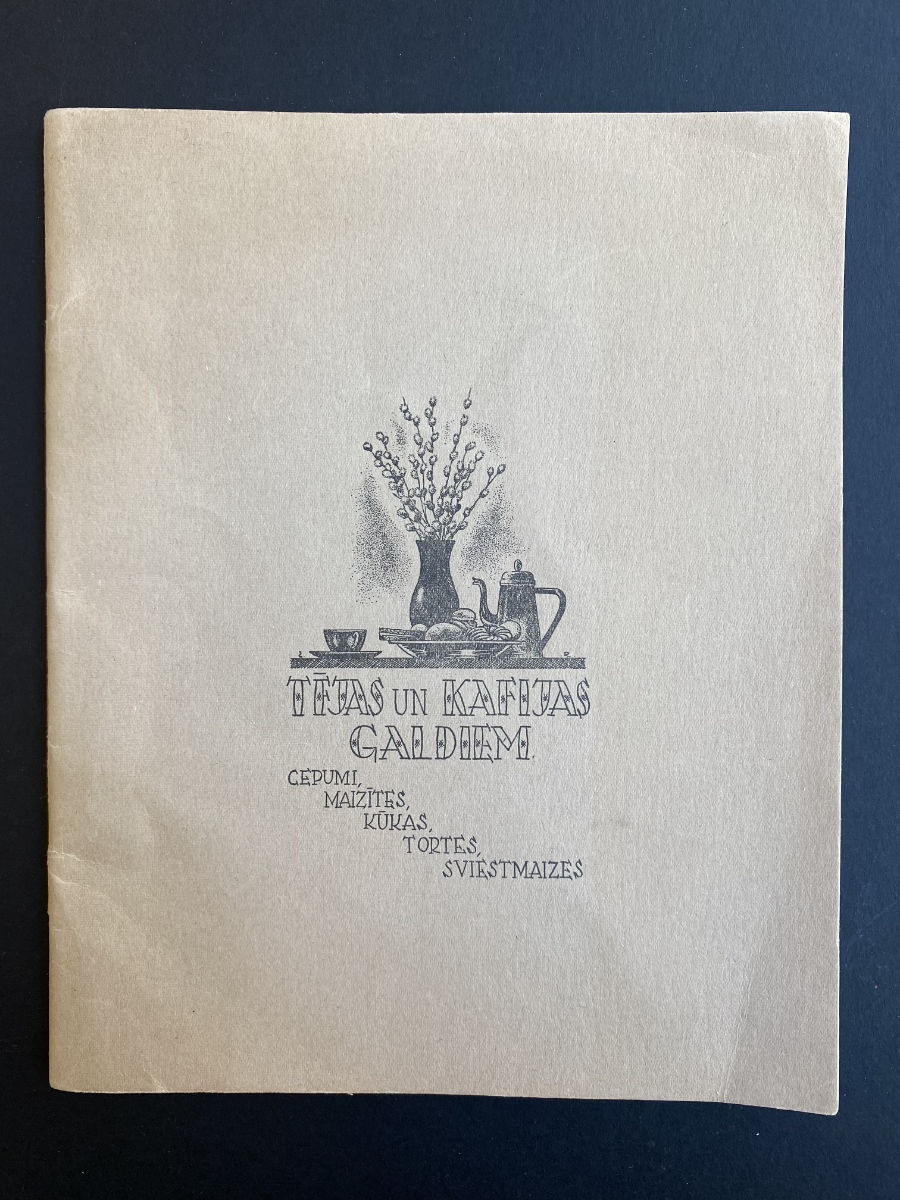 TĒJAS UN KAFIJAS
GALDIEM.
CEPUMI,
MAIZĪTES,
KŪKAS,
TORTES,
SVIESTMAIZES